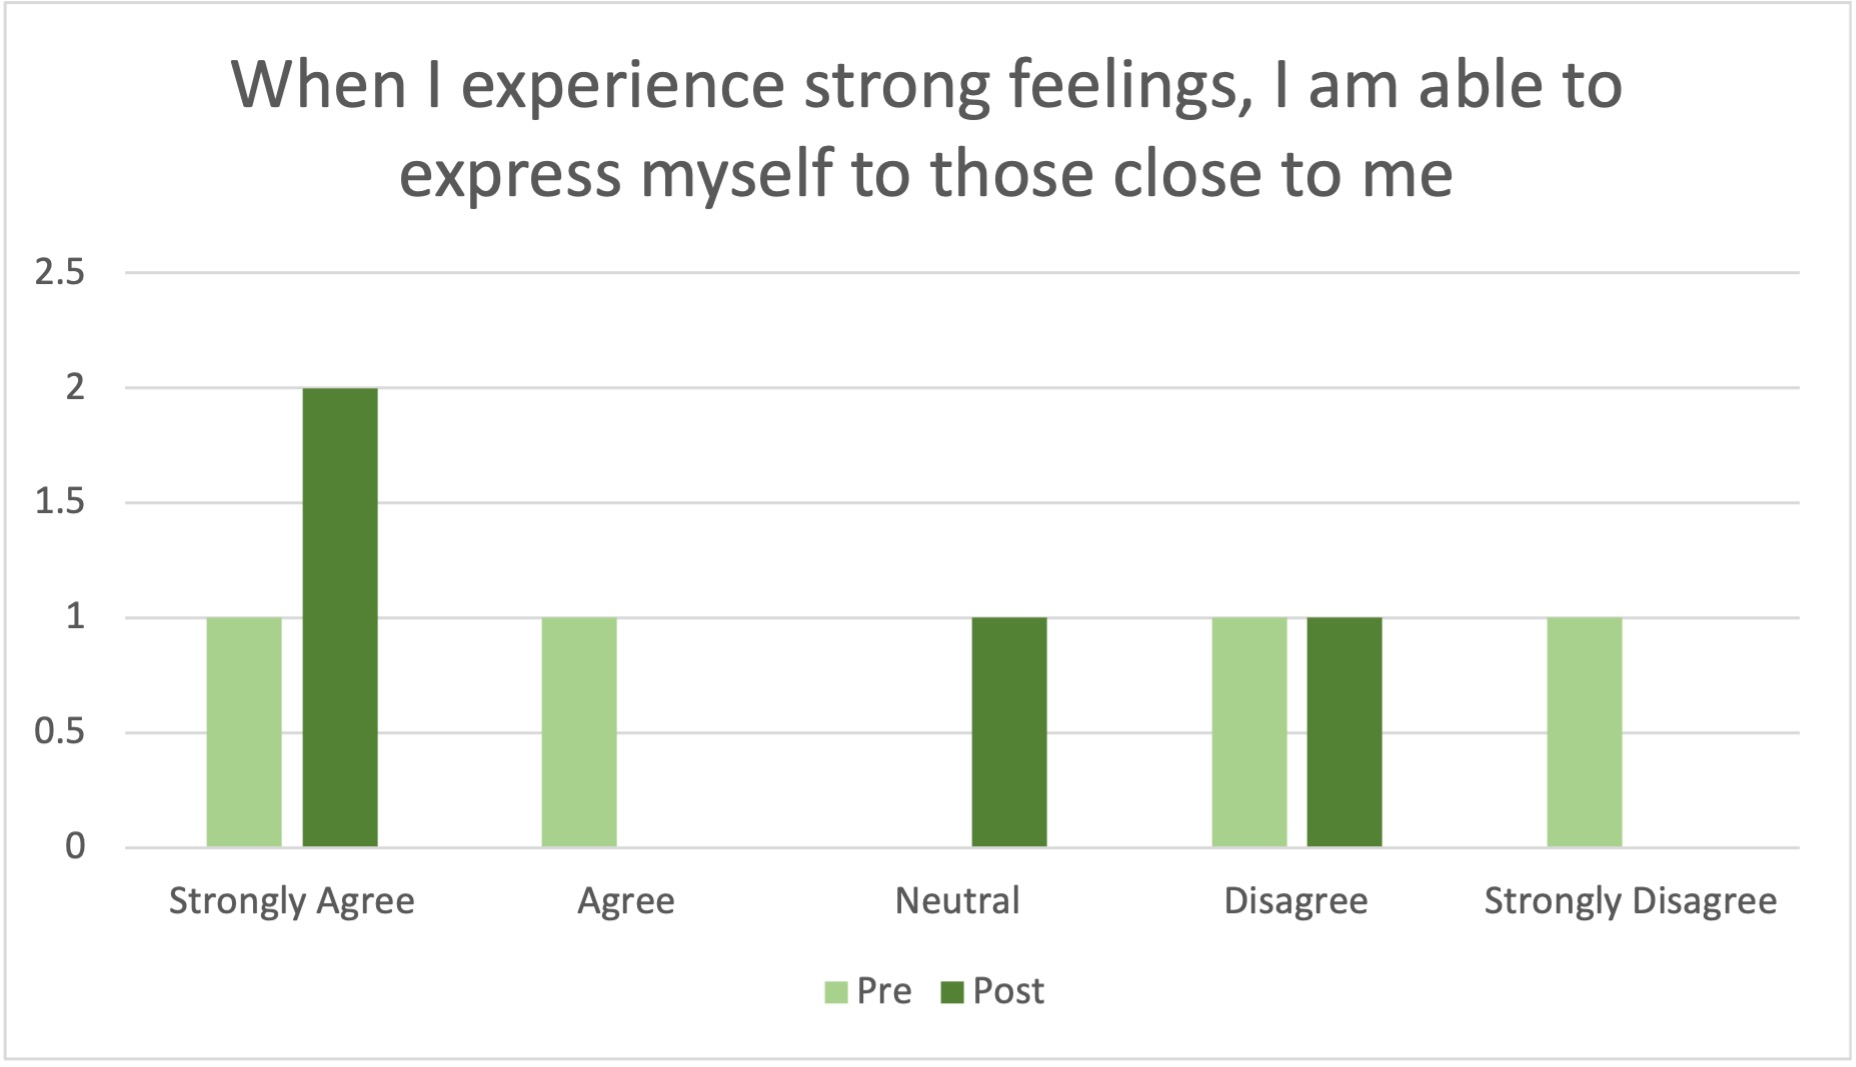 When I experience strong feelings, I am able to
express myself to those close to me
2.5
2
1.5
1
0.5
0
Strongly Agree Agree Neutral Disagree Strongly Disagree
Pre Post